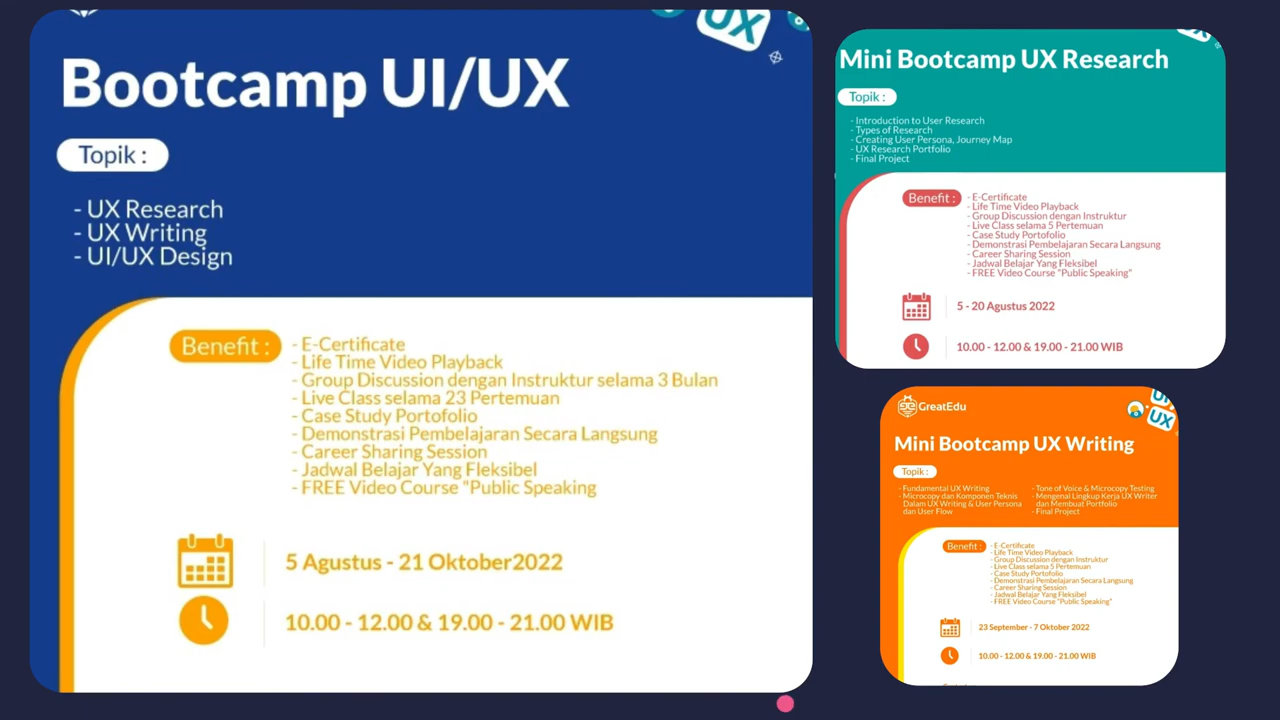 Bootcamp UI/UX
Topik :
- UX Research
- UX Writing
- UI/UX Design
Benefit :
- E-Certificate
- Life Time Video Playback
- Group Discussion dengan Instruktur selama 3 Bulan
- Live Class selama 23 Pertemuan
- Case Study Portofolio
- Demonstrasi Pembelajaran Secara Langsung
- Career Sharing Session
- Jadwal Belajar Yang Fleksibel
- FREE Video Course "Public Speaking
5 Agustus - 21 Oktober2022
10.00 - 12.00 & 19.00 - 21.00 WIB
UX
Mini Bootcamp UX Research
Topik :
- Introduction to User Research
- Types of Research
- Creating User Persona, Journey Map
- UX Research Portofolio
- Final Project
Benefit :
- E-Certificate
- Life Time Video Playback
- Group Discussion dengan Instruktur
- Live Class selama 5 Pertemuan
- Case Study Portofolio
- Demonstrasi Pembelajaran Secara Langsung
- Career Sharing Session
- Jadwal Belajar Yang Fleksibel
- FREE Video Course "Public Speaking"
5 - 20 Agustus 2022
10.00 - 12.00 & 19.00 - 21.00 WIB
GreatEdu
UX
Mini Bootcamp UX Writing
Topik :
- Fundamental UX Writing
- Microcopy dan Komponen Teknis
Dalam UX Writing & User Persona
dan User Flow
- Tone of Voice & Microcopy Testing
- Mengenal Lingkup Kerja UX Writer
dan Membuat Portfolio
- Final Project
Benefit :
- E-Certificate
- Life Time Video Playback
- Group Discussion dengan Instruktur
- Live Class selama 5 Pertemuan
- Case Study Portofolio
- Demonstrasi Pembelajaran Secara Langsung
- Career Sharing Session
- Jadwal Belajar Yang Fleksibel
- FREE Video Course "Public Speaking"
23 September - 7 Oktober 2022
10.00 - 12.00 & 19.00 - 21.00 WIB